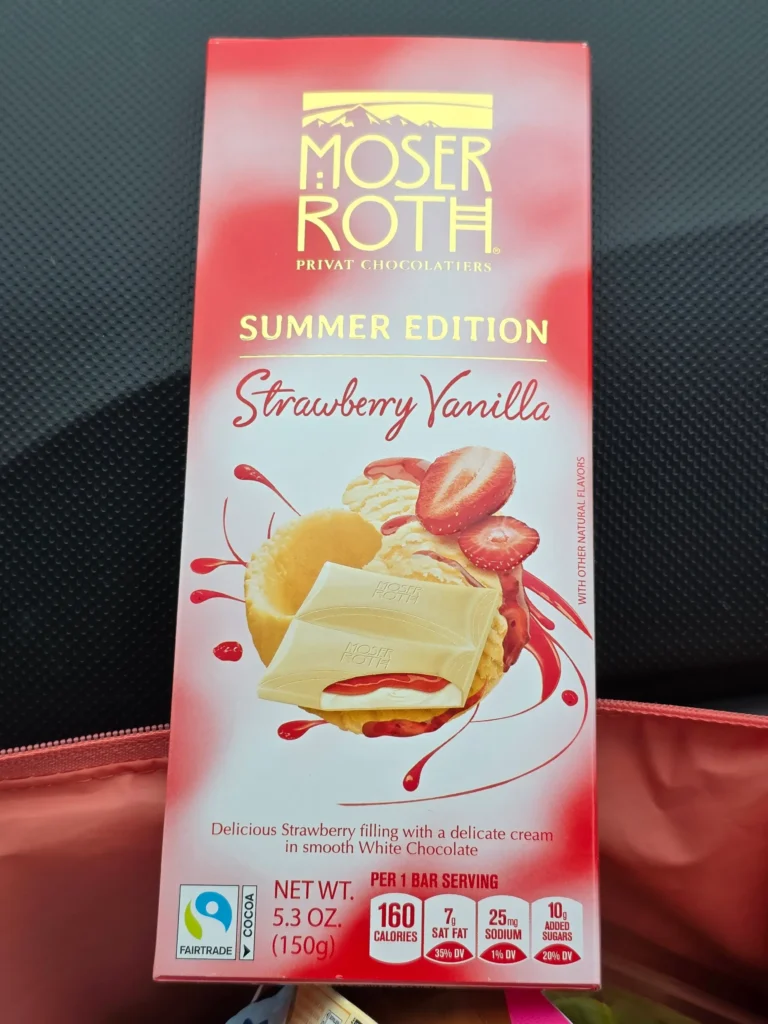 MOSER
ROTH®
PRIVAT CHOCOLATIERS
SUMMER EDITION
Strawberry Vanilla
WITH OTHER NATURAL FLAVORS
MOSER
ROTH
MOSER
ROTH
Delicious Strawberry filling with a delicate cream
in smooth White Chocolate
FAIRTRADE
COCOA
NET WT.
5.3 OZ.
(150g)
PER 1 BAR SERVING
160
CALORIES
7g
SAT FAT
35% DV
25mg
SODIUM
1% DV
10g
ADDED
SUGARS
20% DV